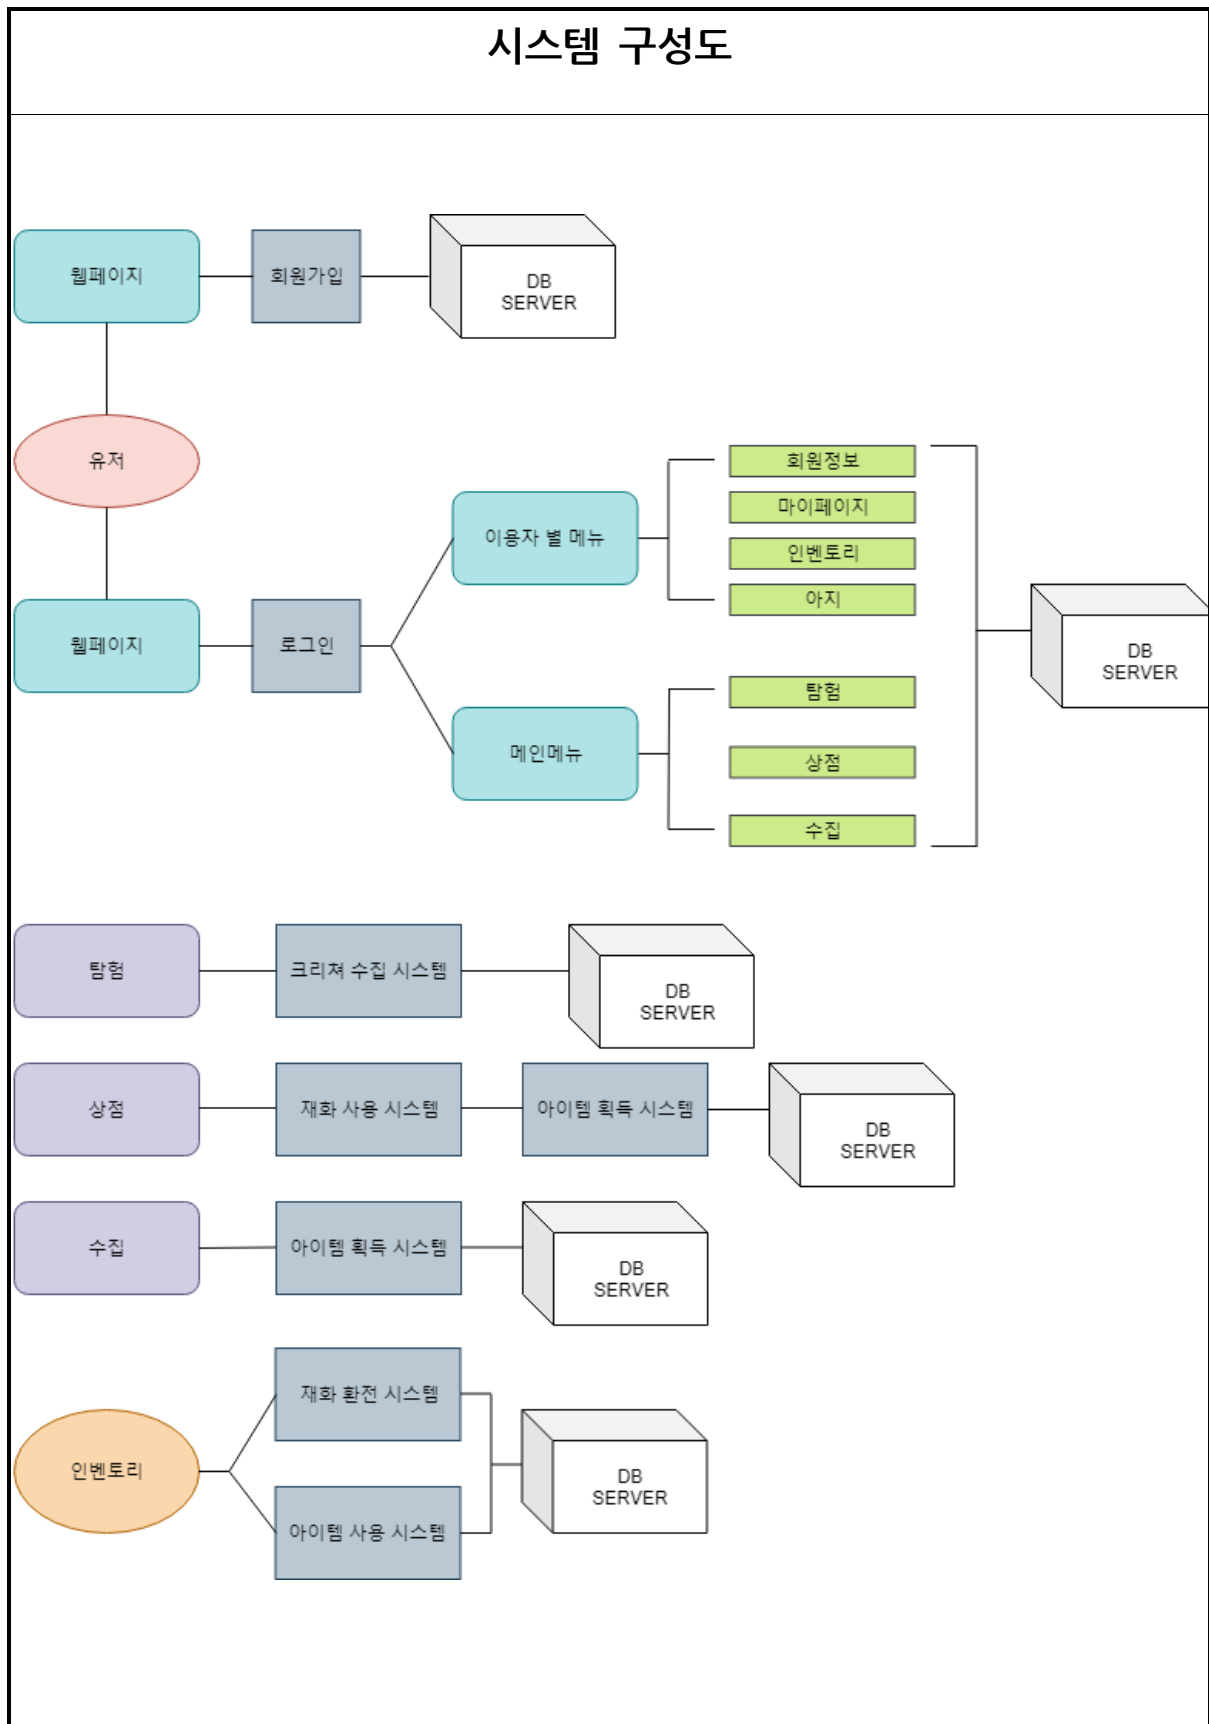 시스템 구성도
웹페이지
회원가입
DB
SERVER
유저
웹페이지
로그인
이용자 별 메뉴
회원정보
마이페이지
인벤토리
아지
메인메뉴
탐험
상점
수집
DB
SERVER
탐험
크리쳐 수집 시스템
DB
SERVER
상점
재화 사용 시스템
아이템 획득 시스템
DB
SERVER
수집
아이템 획득 시스템
DB
SERVER
인벤토리
재화 환전 시스템
아이템 사용 시스템
DB
SERVER